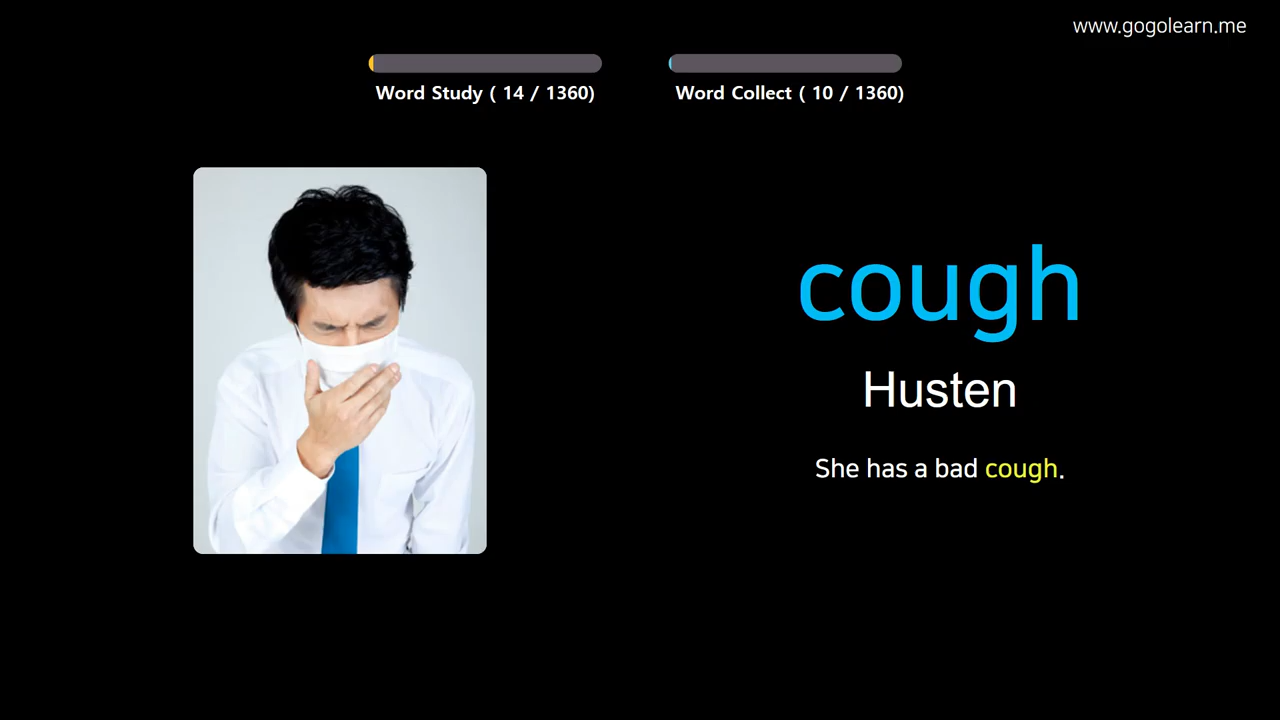 www.gogolearn.me
Word Study ( 14 / 1360)
Word Collect ( 10 / 1360)
cough
Husten
She has a bad cough.